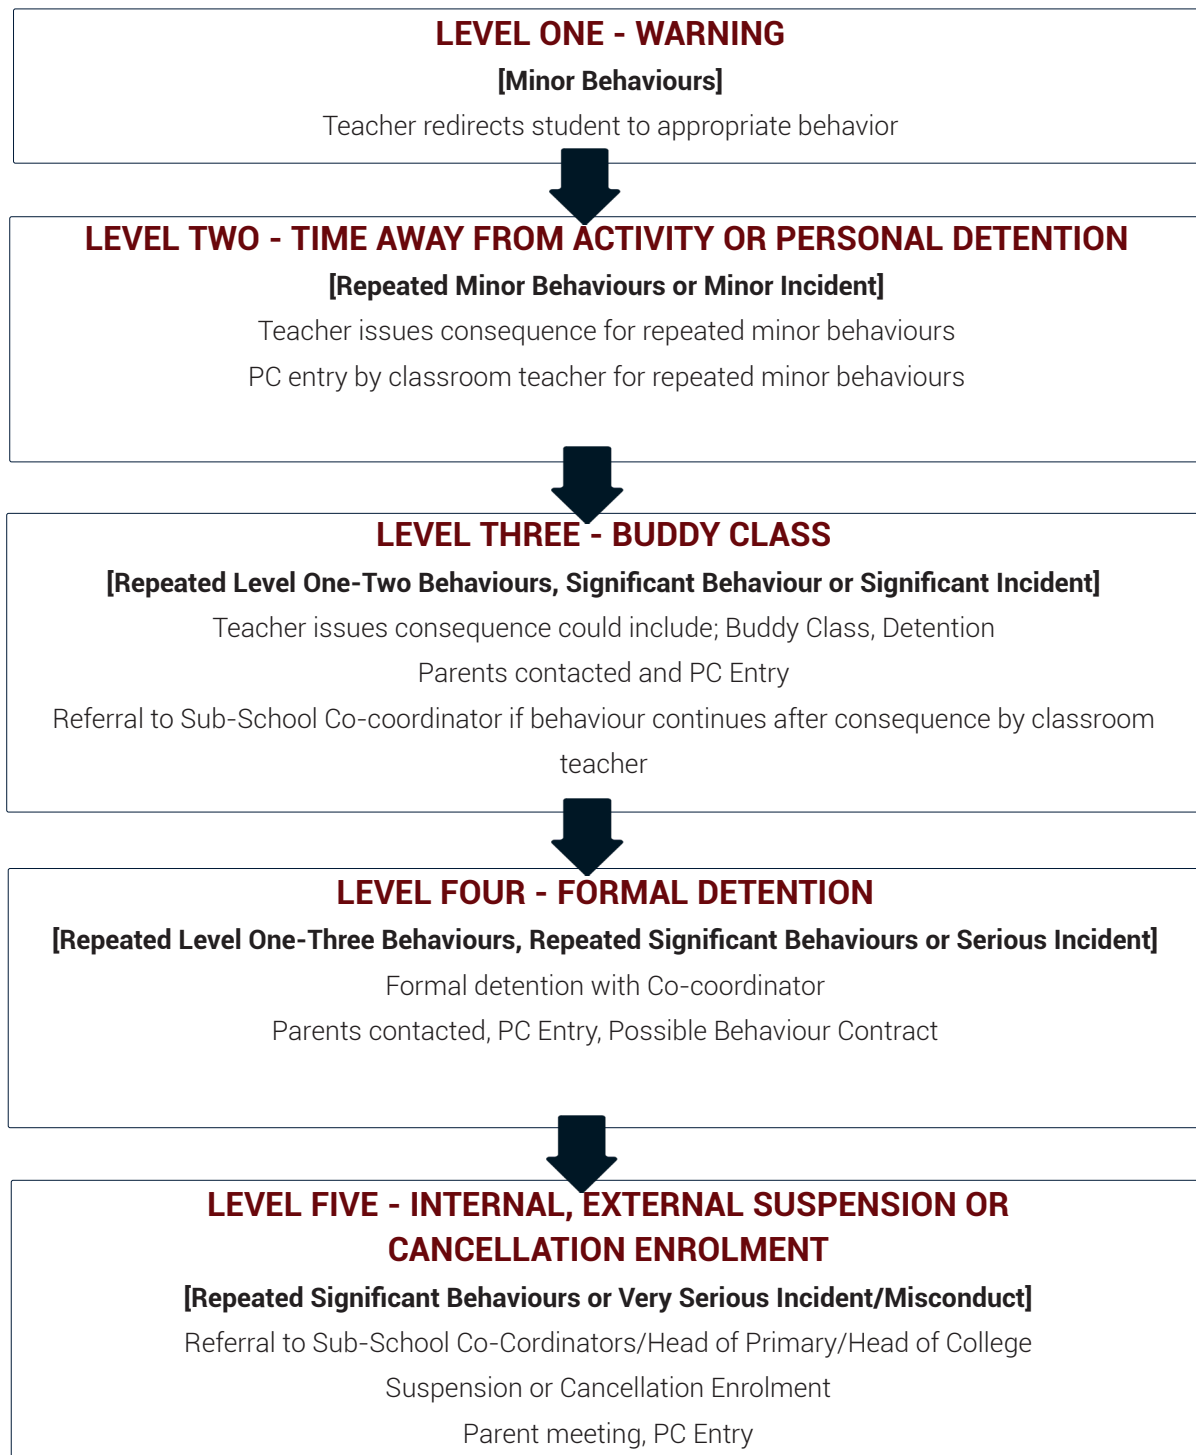 LEVEL ONE - WARNING
[Minor Behaviours]
Teacher redirects student to appropriate behavior
LEVEL TWO - TIME AWAY FROM ACTIVITY OR PERSONAL DETENTION
[Repeated Minor Behaviours or Minor Incident]
Teacher issues consequence for repeated minor behaviours
PC entry by classroom teacher for repeated minor behaviours
LEVEL THREE - BUDDY CLASS
[Repeated Level One-Two Behaviours, Significant Behaviour or Significant Incident]
Teacher issues consequence could include; Buddy Class, Detention
Parents contacted and PC Entry
Referral to Sub-School Co-coordinator if behaviour continues after consequence by classroom
teacher
LEVEL FOUR - FORMAL DETENTION
[Repeated Level One-Three Behaviours, Repeated Significant Behaviours or Serious Incident]
Formal detention with Co-coordinator
Parents contacted, PC Entry, Possible Behaviour Contract
LEVEL FIVE - INTERNAL, EXTERNAL SUSPENSION OR
CANCELLATION ENROLMENT
[Repeated Significant Behaviours or Very Serious Incident/Misconduct]
Referral to Sub-School Co-Cordinators/Head of Primary/Head of College
Suspension or Cancellation Enrolment
Parent meeting, PC Entry